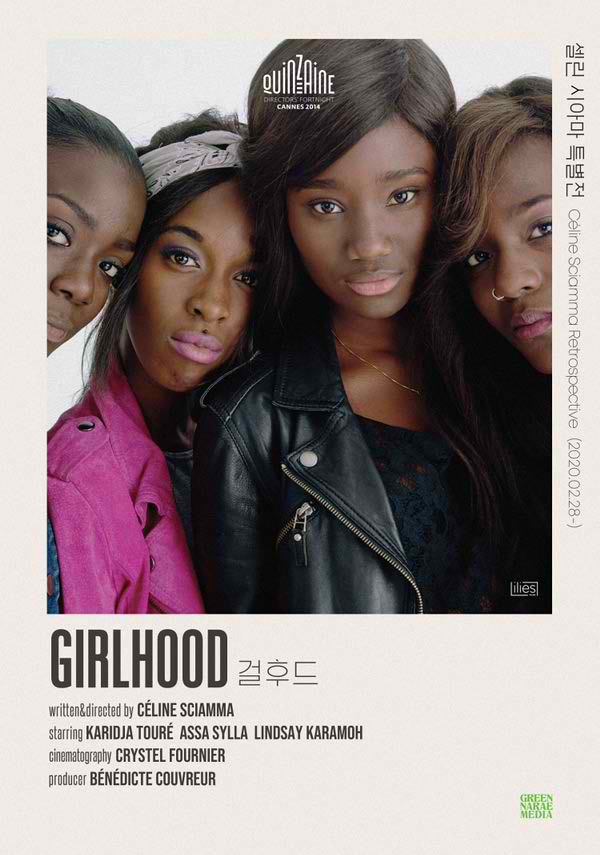 QUINZAINE
DIRECTORS' FORTNIGHT
CANNES 2014
셀린 시아마 특별전 Céline Sciamma Retrospective (2020.02.28-)
lilies
GIRLHOOD 걸후드
written&directed by CÉLINE SCIAMMA
starring KARIDJA TOURÉ ASSA SYLLA LINDSAY KARAMOH
cinematography CRYSTEL FOURNIER
producer BÉNÉDICTE COUVREUR
GREEN
NARAE
MEDIA